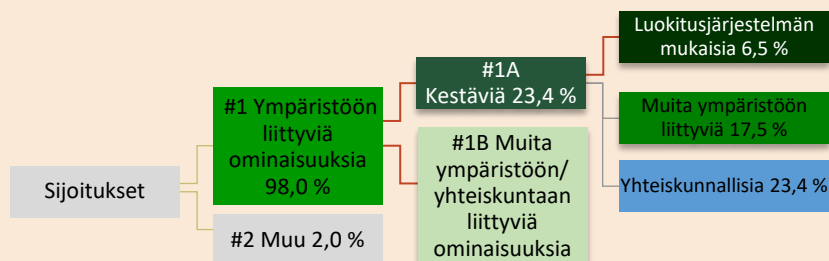 Sijoitukset
#1 Ympäristöön
liittyviä
ominaisuuksia
98,0 %
#2 Muu 2,0 %
#1A
Kestäviä 23,4 %
#1B Muita
ympäristöön/
yhteiskuntaan
liittyviä
ominaisuuksia
Luokitusjärjestelmän
mukaisia 6,5 %
Muita ympäristöön
liittyviä 17,5 %
Yhteiskunnallisia 23,4 %